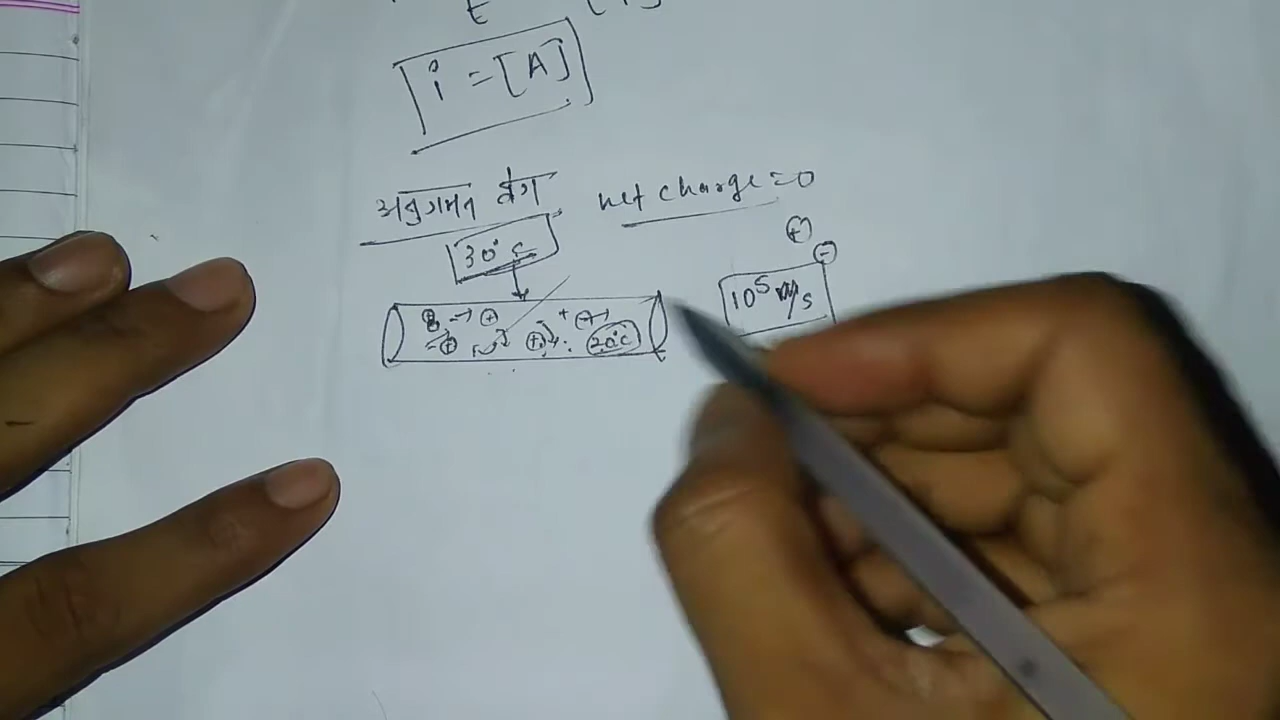 t
i = [A]
अनुगमन वेग net charge = 0
30°c + -
10⁵ m/s
+ + + +
+ + 20°c